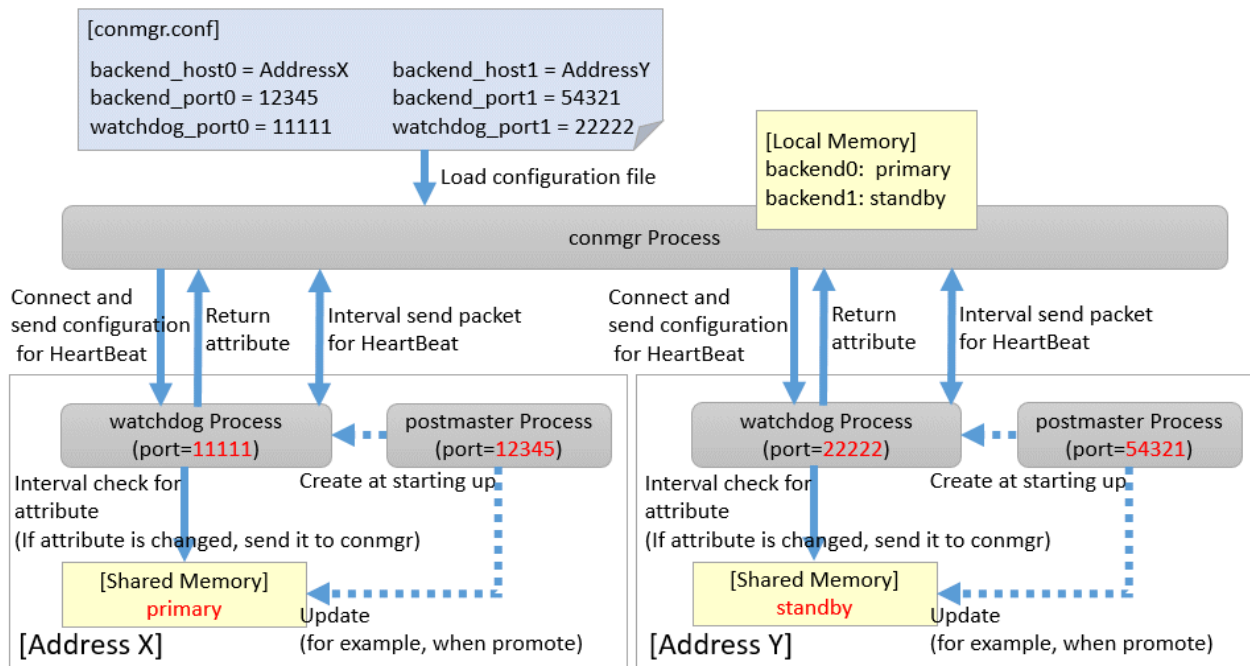 [conmgr.conf]
backend_host0 = AddressX
backend_port0 = 12345
watchdog_port0 = 11111
backend_host1 = AddressY
backend_port1 = 54321
watchdog_port1 = 22222
[Local Memory]
backend0:  primary
backend1: standby
Load configuration file
conmgr Process
Connect and
send configuration
for HeartBeat
Return
attribute
Interval send packet
for HeartBeat
Connect and
send configuration
for HeartBeat
Return
attribute
Interval send packet
for HeartBeat
watchdog Process
(port=11111)
postmaster Process
(port=12345)
Create at starting up
Interval check for
attribute
(If attribute is changed, send it to conmgr)
[Shared Memory]
primary
Update
(for example, when promote)
[Address X]
watchdog Process
(port=22222)
postmaster Process
(port=54321)
Create at starting up
Interval check for
attribute
(If attribute is changed, send it to conmgr)
[Shared Memory]
standby
Update
(for example, when promote)
[Address Y]